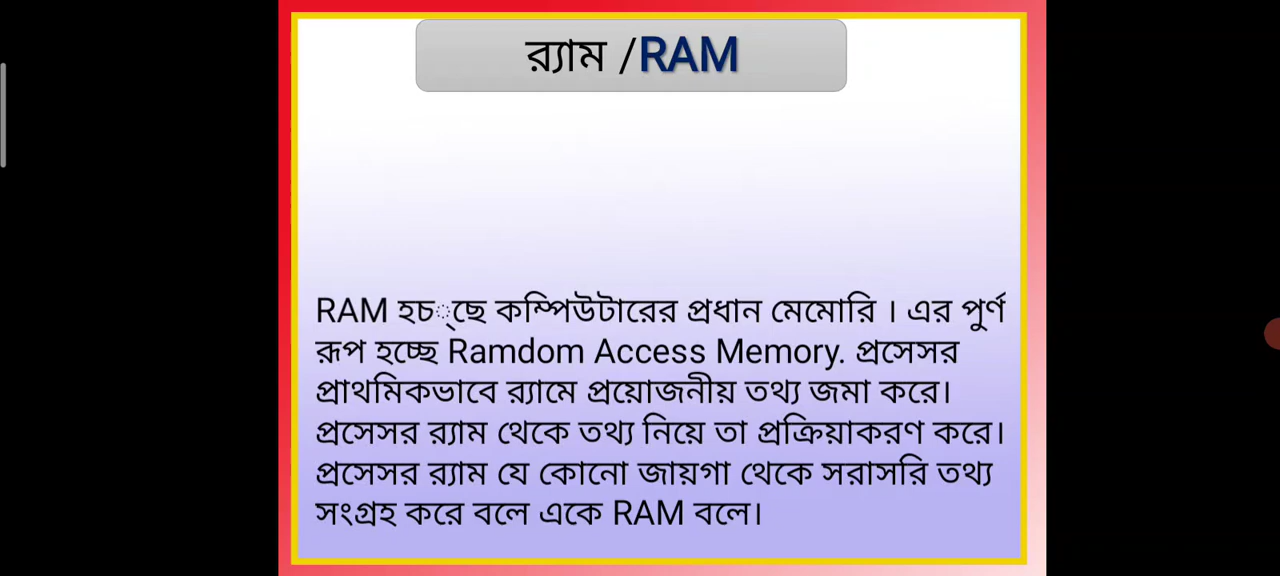 র‍্যাম /RAM
RAM হচ্ছে কম্পিউটারের প্রধান মেমোরি । এর পুর্ণ
রূপ হচ্ছে Ramdom Access Memory. প্রসেসর
প্রাথমিকভাবে র‍্যামে প্রয়োজনীয় তথ্য জমা করে।
প্রসেসর র‍্যাম থেকে তথ্য নিয়ে তা প্রক্রিয়াকরণ করে।
প্রসেসর র‍্যাম যে কোনো জায়গা থেকে সরাসরি তথ্য
সংগ্রহ করে বলে একে RAM বলে।